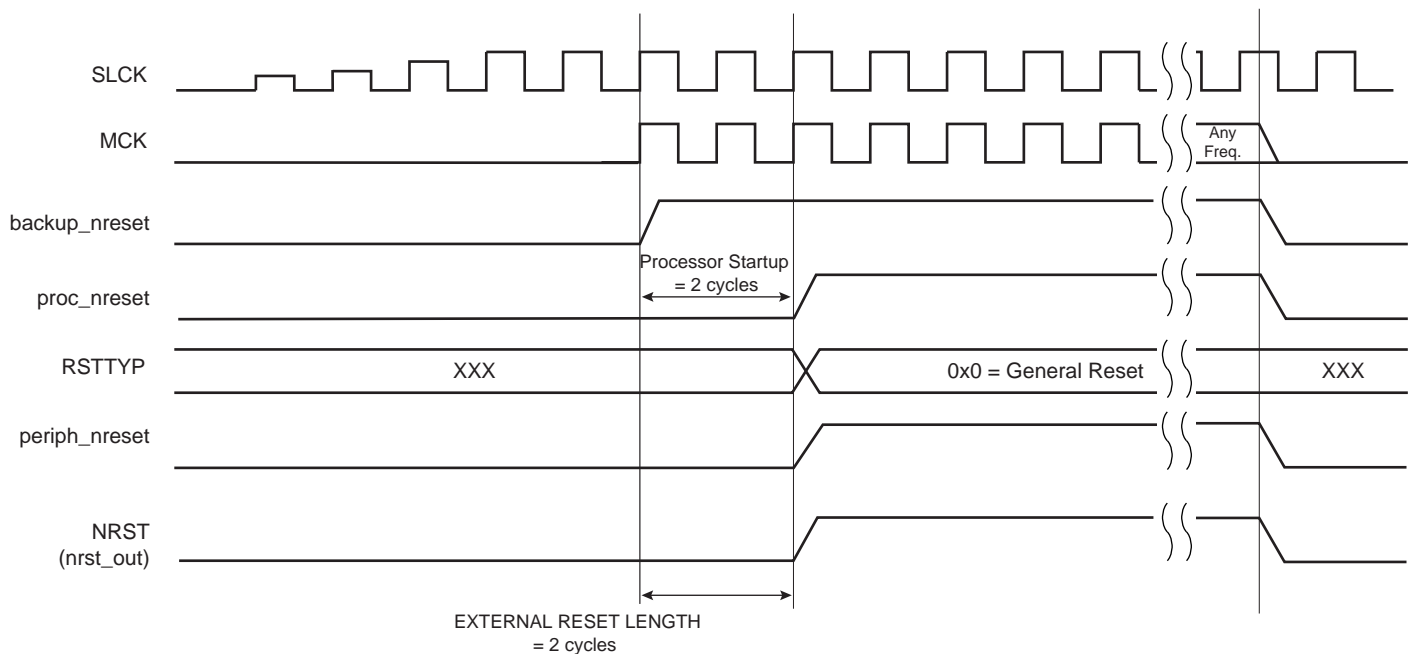 SLCK
MCK
Any
Freq.
backup_nreset
Processor Startup
= 2 cycles
proc_nreset
RSTTYP
XXX
0x0 = General Reset
XXX
periph_nreset
NRST
(nrst_out)
EXTERNAL RESET LENGTH
= 2 cycles